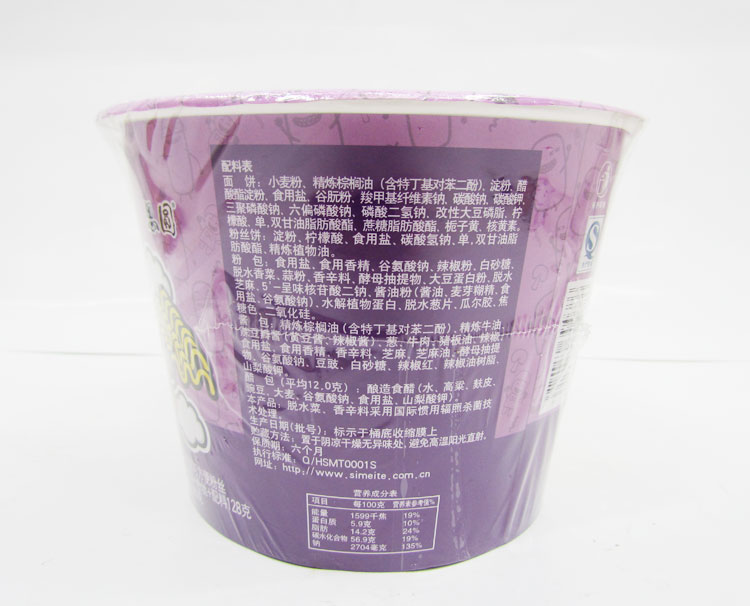 配料表
面 饼：小麦粉、精炼棕榈油（含特丁基对苯二酚）、淀粉、醋
酸酯淀粉、食用盐、谷朊粉、羧甲基纤维素钠、碳酸钠、碳酸钾、
三聚磷酸钠、六偏磷酸钠、磷酸二氢钠、改性大豆磷脂、柠
檬酸、单，双甘油脂肪酸酯、蔗糖脂肪酸酯、栀子黄、核黄素。
粉丝饼：淀粉、柠檬酸、食用盐、碳酸氢钠、单，双甘油脂
肪酸酯、精炼植物油。
粉 包：食用盐、食用香精、谷氨酸钠、辣椒粉、白砂糖、
脱水香菜、蒜粉、香辛料、酵母抽提物、大豆蛋白粉、脱水
芝麻、5'-呈味核苷酸二钠、酱油粉（酱油、麦芽糊精、食
用盐、谷氨酸钠）、水解植物蛋白、脱水葱片、瓜尔胶、焦
糖色、二氧化硅。
酱 包：精炼棕榈油（含特丁基对苯二酚）、精炼牛油、
黄豆辣酱（黄豆酱、辣椒酱）、葱、牛肉、猪板油、辣椒、
食用盐、食用香精、香辛料、芝麻、芝麻油、酵母抽提
物、谷氨酸钠、豆豉、白砂糖、辣椒红、辣椒油树脂、
山梨酸钾。
醋 包（平均12.0克）：酿造食醋（水、高粱、麸皮、
豌豆、大麦、谷氨酸钠、食用盐、山梨酸钾）。
本产品：脱水菜、香辛料采用国际惯用辐照杀菌技
术处理。
生产日期(批号)：标示于桶底收缩膜上
贮藏方法：置于阴凉干燥无异味处，避免高温阳光直射。
保质期：六个月
执行标准：Q/HSMT0001S
网址：http://www.simeite.com.cn
营养成分表
项目 每100克 营养素参考值%
能量 1599千焦 19%
蛋白质 5.9克 10%
脂肪 14.2克 24%
碳水化合物 56.9克 19%
钠 2704毫克 135%
圆
粉丝
配料128克